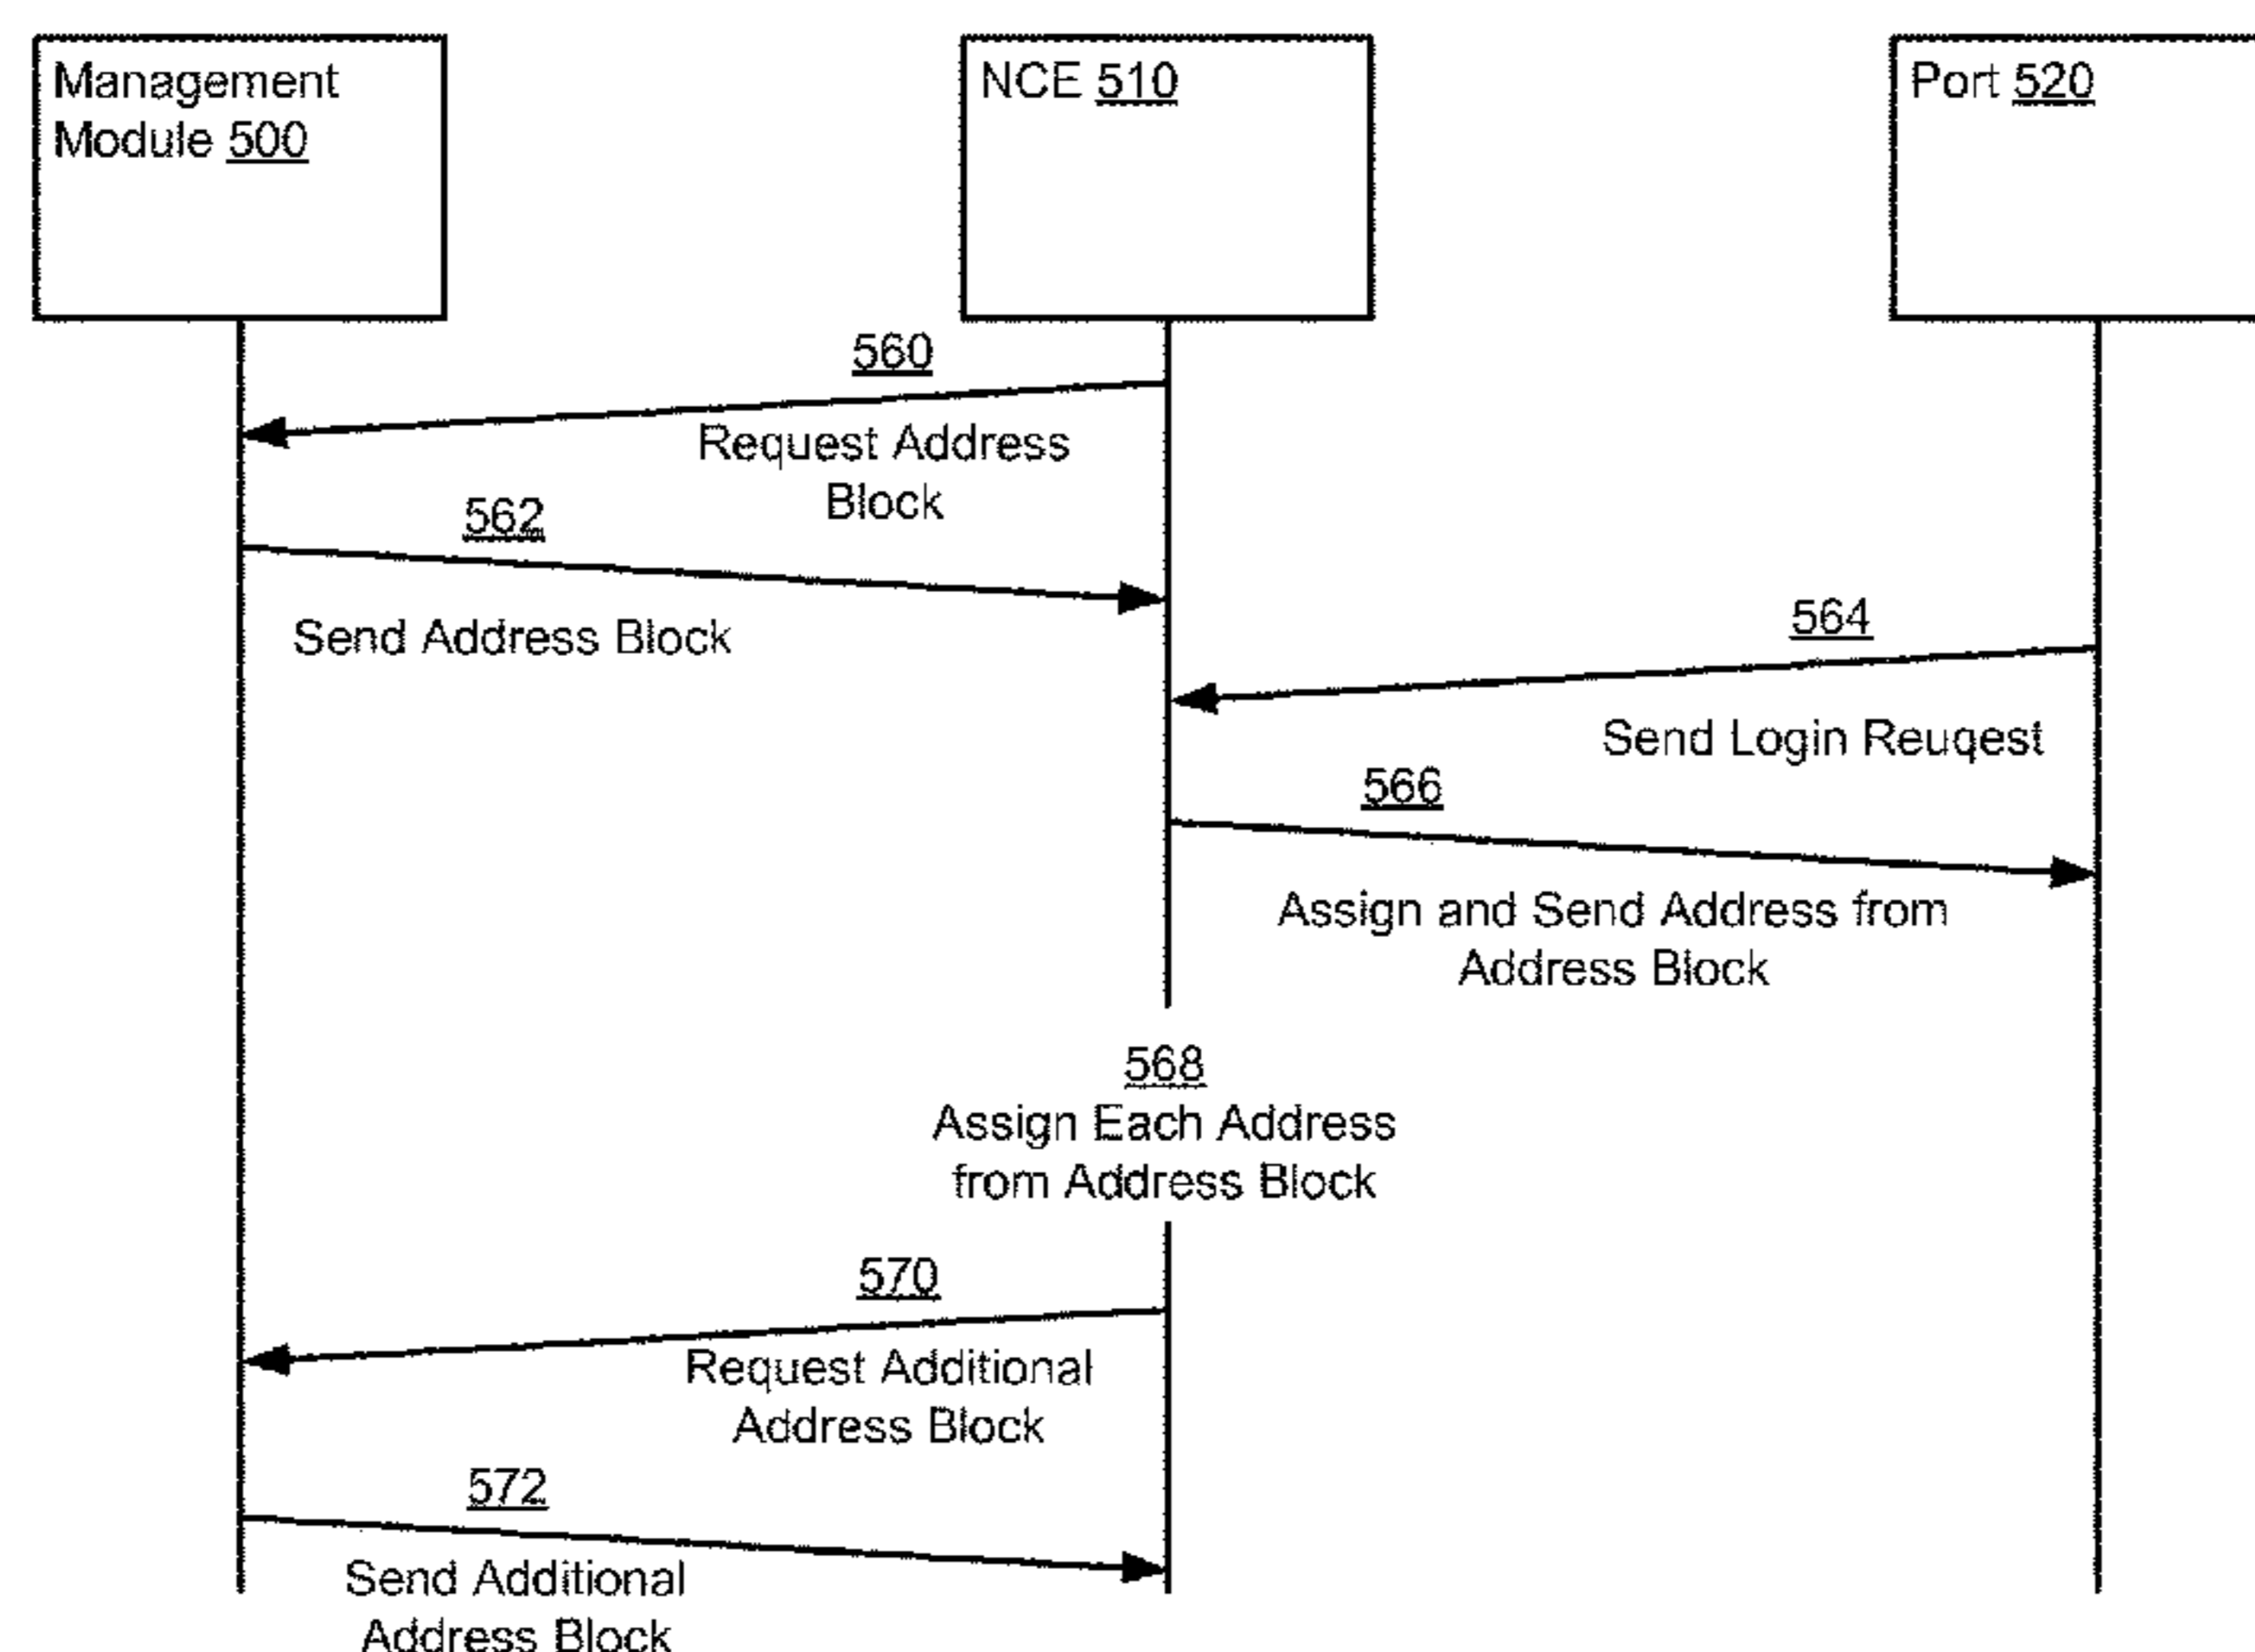 Management
Module 500
NCE 510
Port 520
560
Request Address
Block
562
Send Address Block
564
Send Login Reuqest
566
Assign and Send Address from
Address Block
568
Assign Each Address
from Address Block
570
Request Additional
Address Block
572
Send Additional
Address Block